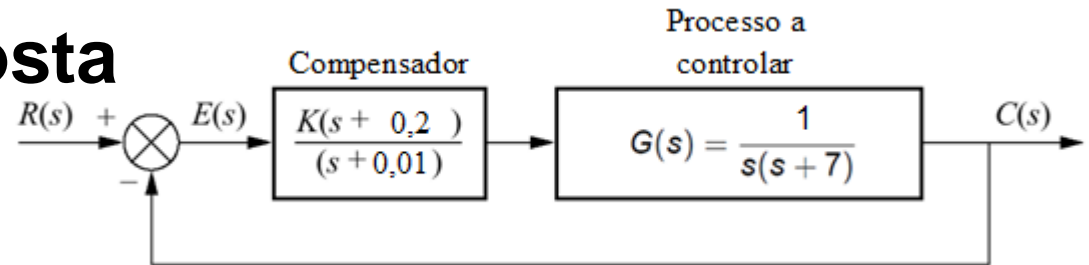 osta
Processo a
controlar
Compensador
R(s) + E(s) K(s + 0,2 ) / (s + 0,01) G(s) = 1 / s(s + 7) C(s)
−